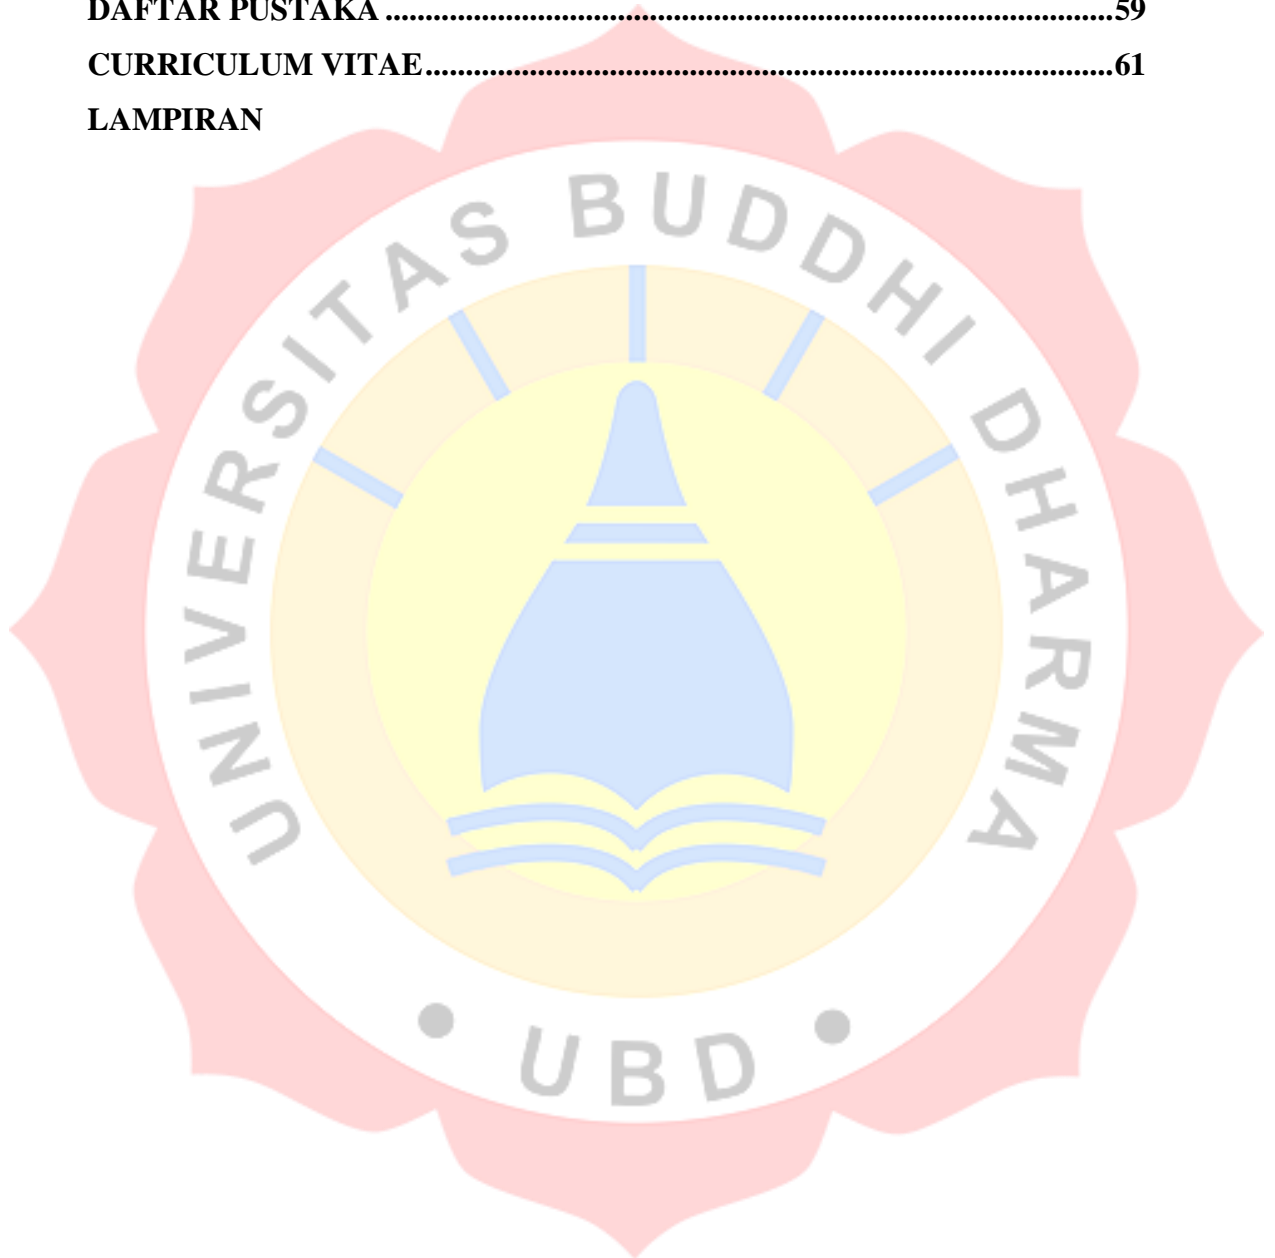 DAFTAR PUSTAKA ........................................................................................... 59
CURRICULUM VITAE...................................................................................... 61
LAMPIRAN
UNIVERSITAS BUDDHI DHARMA
• UBD •